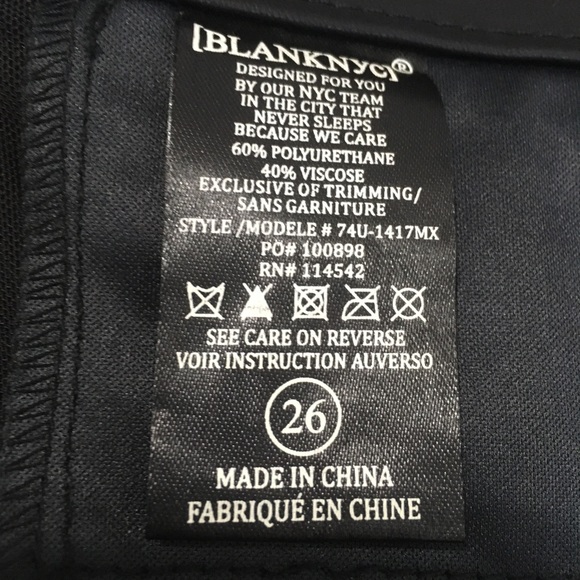 [BLANKNYC]®
DESIGNED FOR YOU
BY OUR NYC TEAM
IN THE CITY THAT
NEVER SLEEPS
BECAUSE WE CARE
60% POLYURETHANE
40% VISCOSE
EXCLUSIVE OF TRIMMING/
SANS GARNITURE
STYLE /MODELE # 74U-1417MX
PO# 100898
RN# 114542
SEE CARE ON REVERSE
VOIR INSTRUCTION AUVERSO
26
MADE IN CHINA
FABRIQUÉ EN CHINE